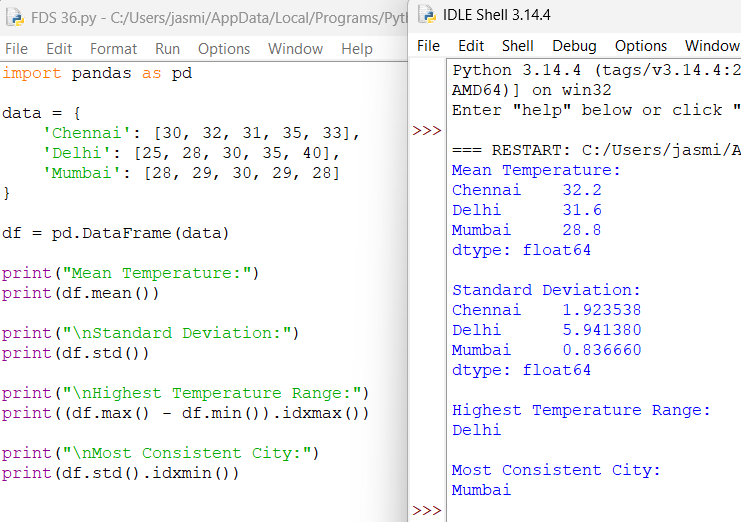 FDS 36.py - C:/Users/jasmi/AppData/Local/Programs/Pyth
File Edit Format Run Options Window Help
import pandas as pd
data = {
    'Chennai': [30, 32, 31, 35, 33],
    'Delhi': [25, 28, 30, 35, 40],
    'Mumbai': [28, 29, 30, 29, 28]
}
df = pd.DataFrame(data)
print("Mean Temperature:")
print(df.mean())
print("\nStandard Deviation:")
print(df.std())
print("\nHighest Temperature Range:")
print((df.max() - df.min()).idxmax())
print("\nMost Consistent City:")
print(df.std().idxmin())
IDLE Shell 3.14.4
File Edit Shell Debug Options Window
Python 3.14.4 (tags/v3.14.4:2
AMD64)] on win32
Enter "help" below or click "
>>>
=== RESTART: C:/Users/jasmi/A
Mean Temperature:
Chennai    32.2
Delhi      31.6
Mumbai     28.8
dtype: float64
Standard Deviation:
Chennai    1.923538
Delhi      5.941380
Mumbai     0.836660
dtype: float64
Highest Temperature Range:
Delhi
Most Consistent City:
Mumbai
>>>